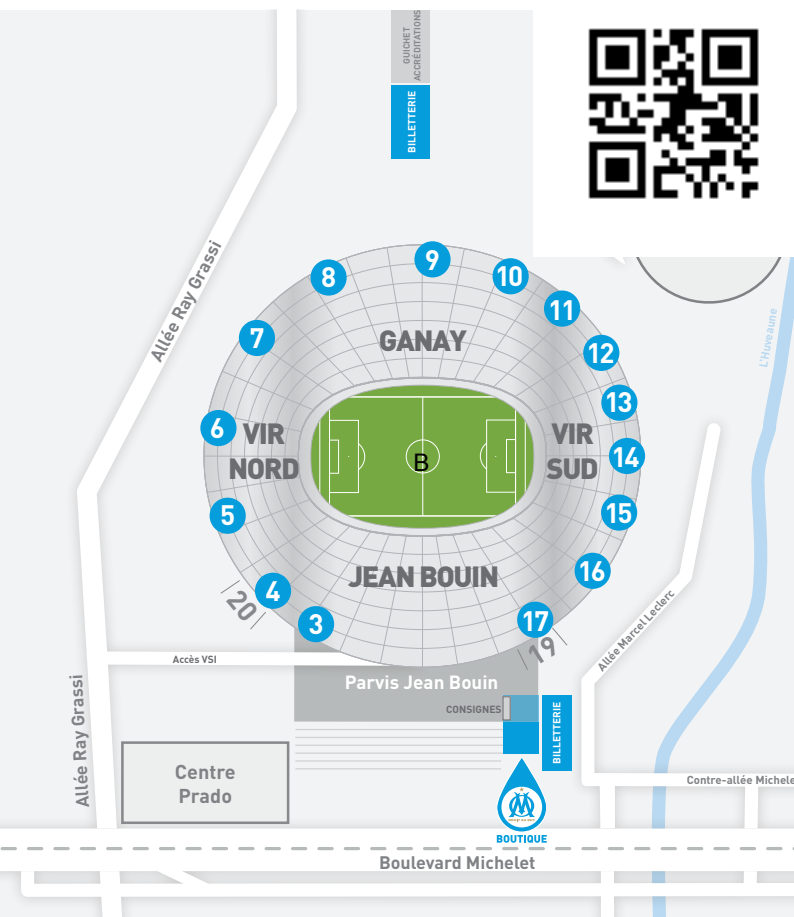 GUICHET
ACCRÉDITATIONS
BILLETTERIE
Allée Ray Grassi
8
9
10
11
7
GANAY
12
L'Huveaune
13
6
VIR
NORD
B
VIR
SUD
14
5
15
JEAN BOUIN
16
4
20
3
17
19
Allée Marcel Leclerc
Accès VSI
Parvis Jean Bouin
CONSIGNES
BILLETTERIE
Allée Ray Grassi
Centre
Prado
Contre-allée Michele
BOUTIQUE
Boulevard Michelet